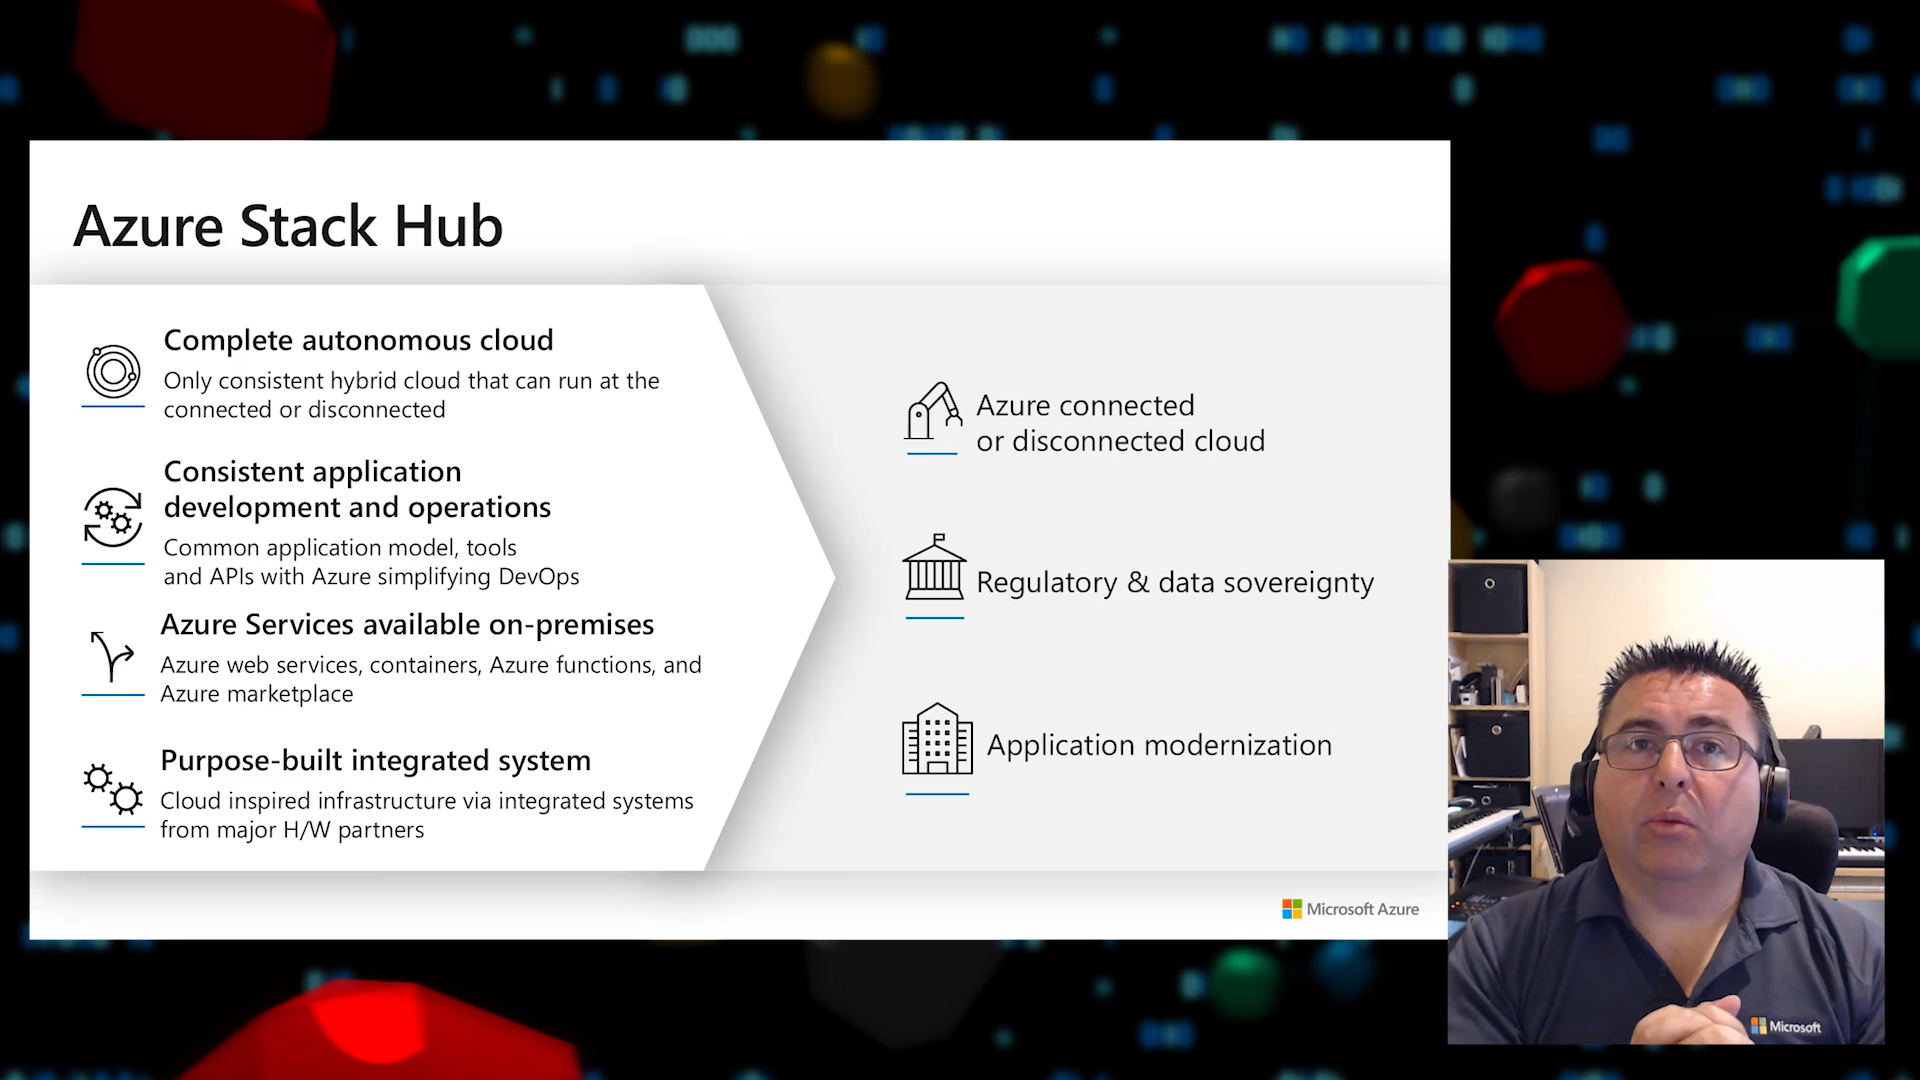 Azure Stack Hub
Complete autonomous cloud
Only consistent hybrid cloud that can run at the
connected or disconnected
Consistent application
development and operations
Common application model, tools
and APIs with Azure simplifying DevOps
Azure Services available on-premises
Azure web services, containers, Azure functions, and
Azure marketplace
Purpose-built integrated system
Cloud inspired infrastructure via integrated systems
from major H/W partners
Azure connected
or disconnected cloud
Regulatory & data sovereignty
Application modernization
Microsoft Azure
Microsoft